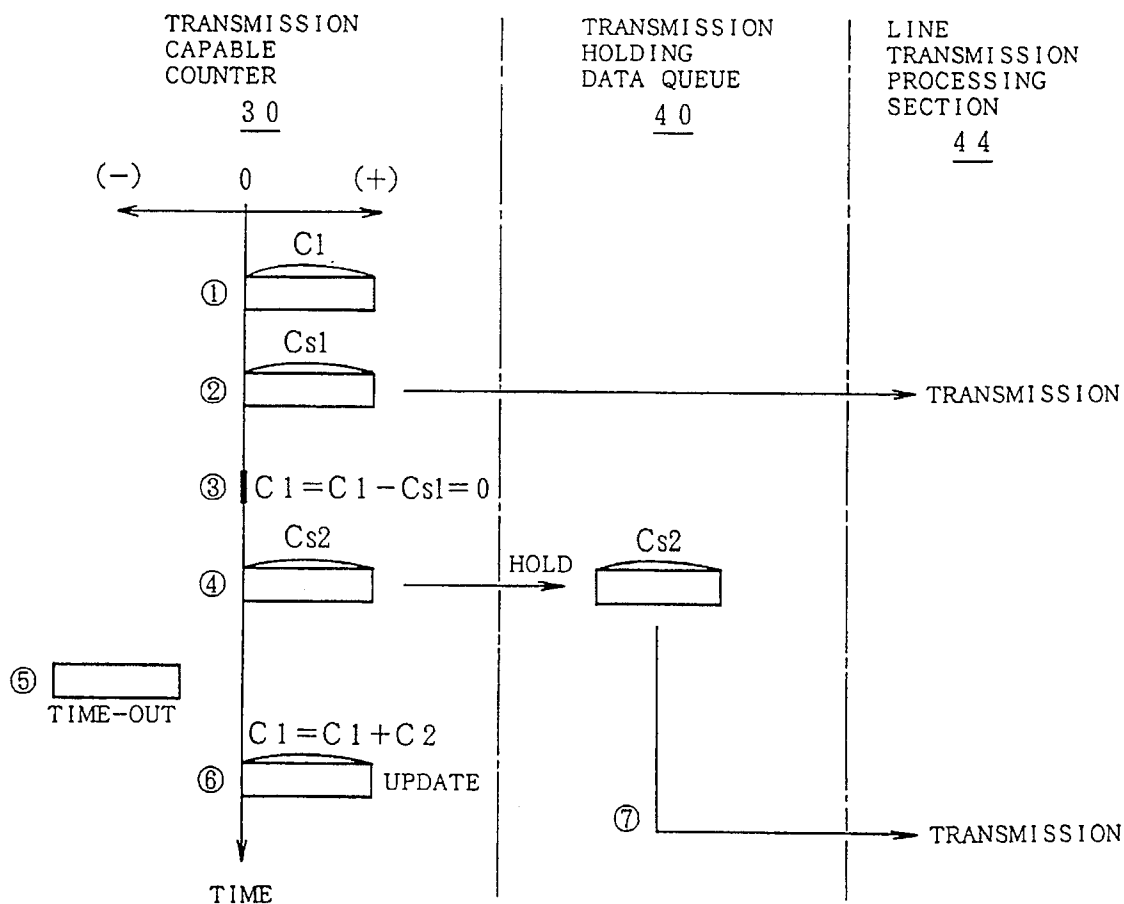 TRANSMISSION
CAPABLE
COUNTER
30
TRANSMISSION
HOLDING
DATA QUEUE
40
LINE
TRANSMISSION
PROCESSING
SECTION
44
(−) 0 (+)
C1
①
Cs1
② TRANSMISSION
③ C1=C1−Cs1=0
Cs2
④ HOLD
Cs2
⑤
TIME-OUT
C1=C1+C2
⑥ UPDATE
⑦ TRANSMISSION
TIME